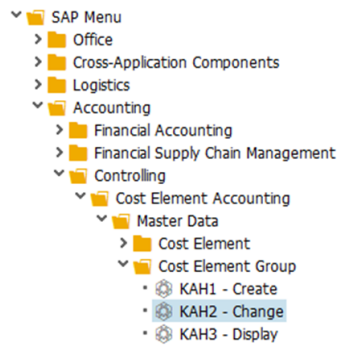 SAP Menu
Office
Cross-Application Components
Logistics
Accounting
Financial Accounting
Financial Supply Chain Management
Controlling
Cost Element Accounting
Master Data
Cost Element
Cost Element Group
KAH1 - Create
KAH2 - Change
KAH3 - Display